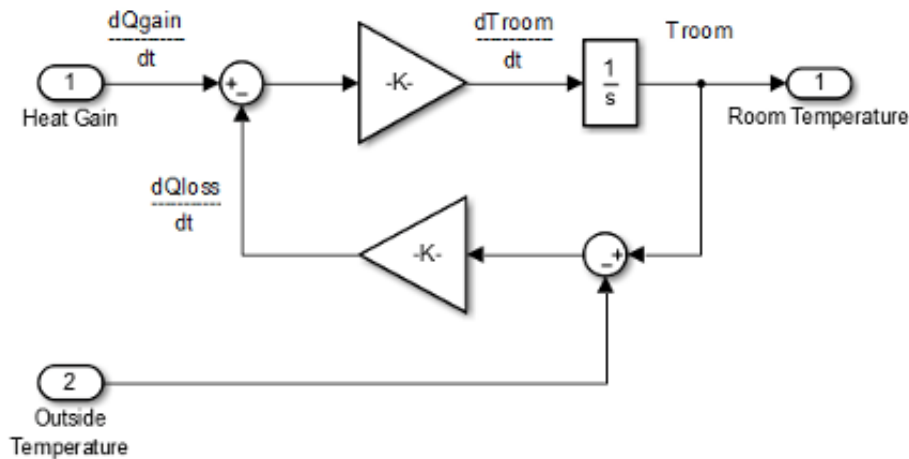 dQgain
dt
dTroom
dt
Troom
1
Heat Gain
+
-
-K-
1
s
1
Room Temperature
dQloss
dt
-K-
-
+
2
Outside
Temperature